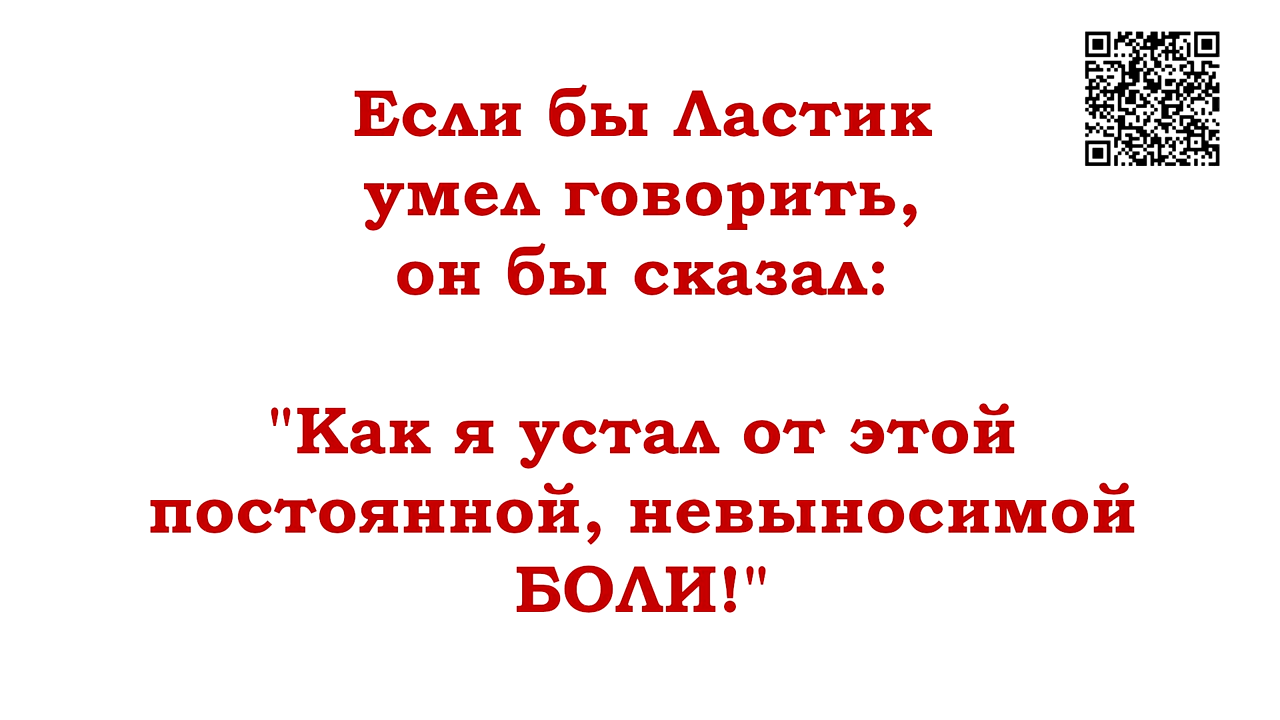 Если бы Ластик
умел говорить,
он бы сказал:
"Как я устал от этой
постоянной, невыносимой
БОЛИ!"